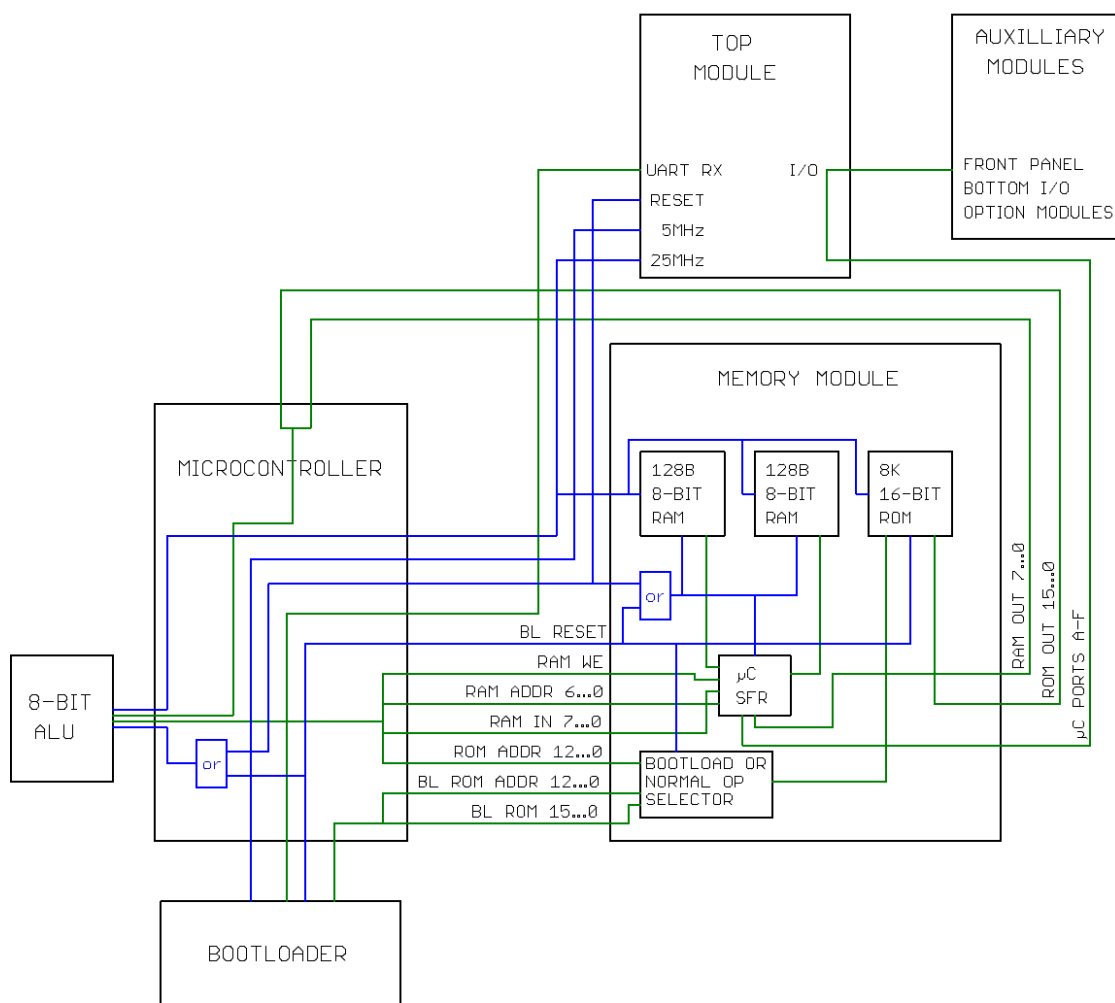 TOP
MODULE
UART RX
I/O
RESET
5MHz
25MHz
AUXILLIARY
MODULES
FRONT PANEL
BOTTOM I/O
OPTION MODULES
MEMORY MODULE
128B
8-BIT
RAM
128B
8-BIT
RAM
8K
16-BIT
ROM
MICROCONTROLLER
or
BL RESET
RAM WE
RAM ADDR 6...0
RAM IN 7...0
ROM ADDR 12...0
BL ROM ADDR 12...0
BL ROM 15...0
µC
SFR
BOOTLOAD OR
NORMAL OP
SELECTOR
RAM OUT 7...0
ROM OUT 15...0
µC PORTS A-F
8-BIT
ALU
or
BOOTLOADER